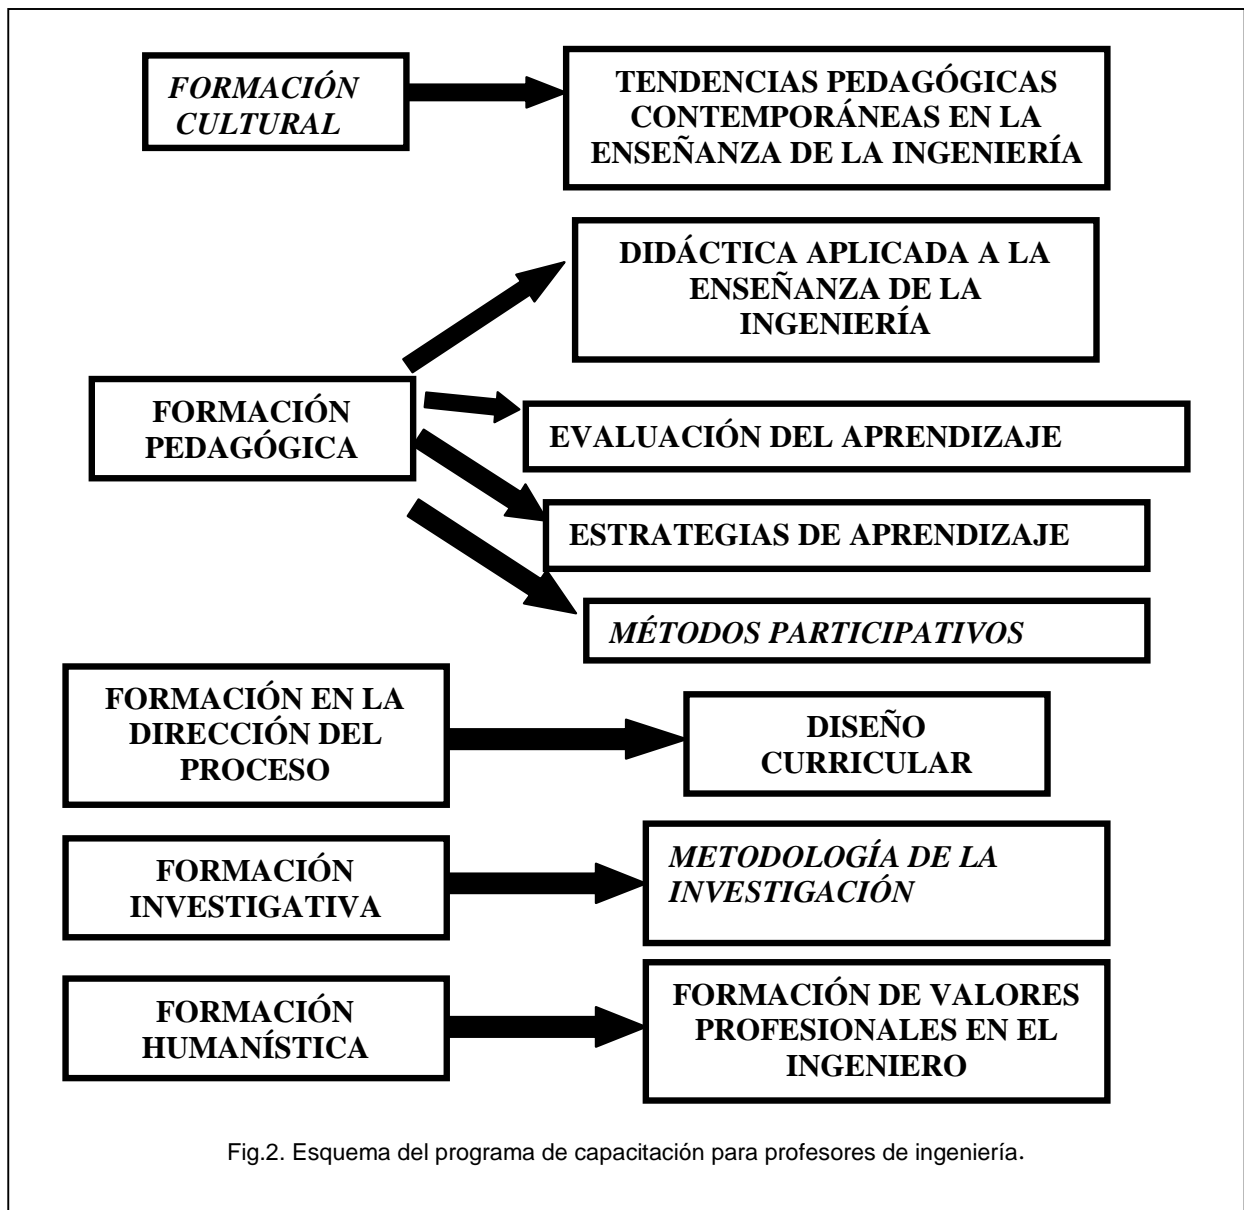 FORMACIÓN
CULTURAL
TENDENCIAS PEDAGÓGICAS
CONTEMPORÁNEAS EN LA
ENSEÑANZA DE LA INGENIERÍA
DIDÁCTICA APLICADA A LA
ENSEÑANZA DE LA
INGENIERÍA
FORMACIÓN
PEDAGÓGICA
EVALUACIÓN DEL APRENDIZAJE
ESTRATEGIAS DE APRENDIZAJE
MÉTODOS PARTICIPATIVOS
FORMACIÓN EN LA
DIRECCIÓN DEL
PROCESO
DISEÑO
CURRICULAR
FORMACIÓN
INVESTIGATIVA
METODOLOGÍA DE LA
INVESTIGACIÓN
FORMACIÓN
HUMANÍSTICA
FORMACIÓN DE VALORES
PROFESIONALES EN EL
INGENIERO
Fig.2. Esquema del programa de capacitación para profesores de ingeniería.